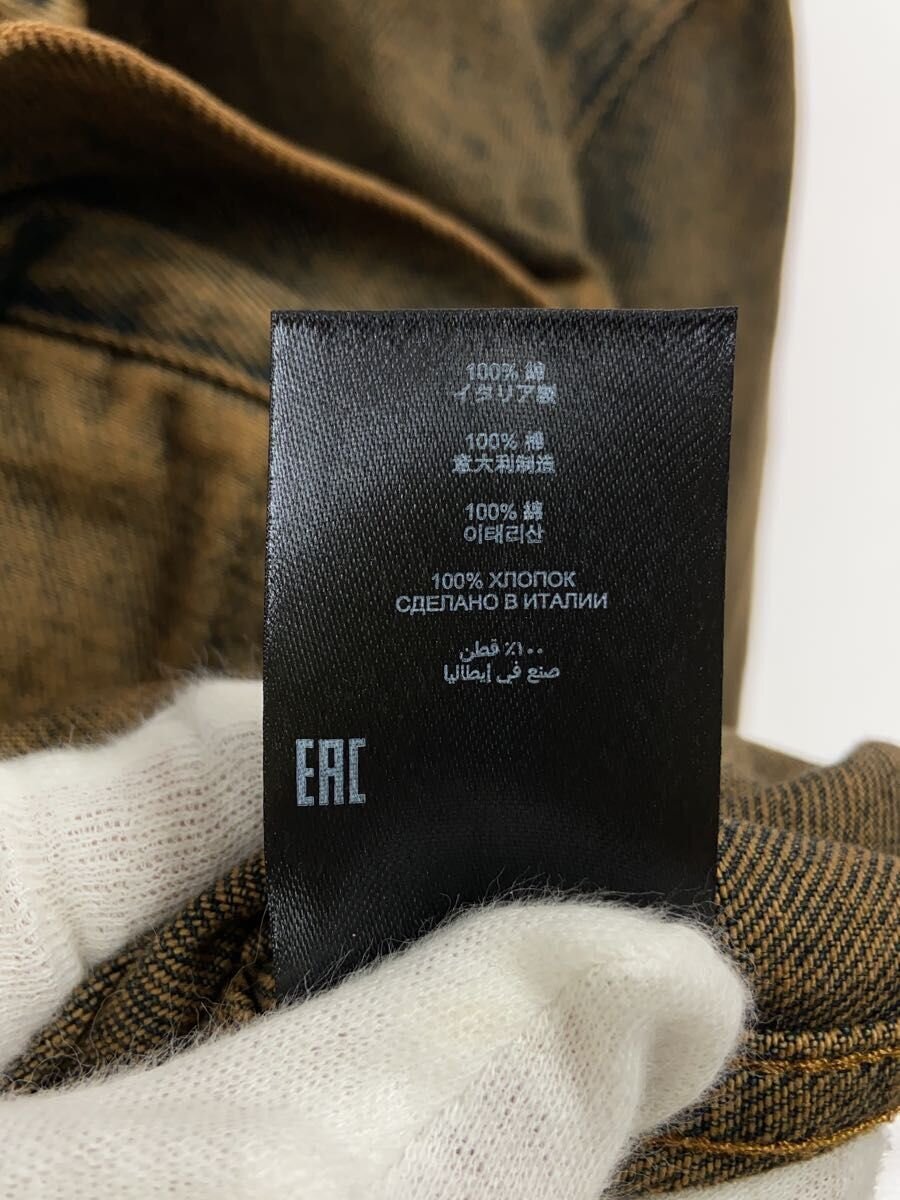 100% 綿
イタリア製
100% 棉
意大利制造
100% 綿
이태리산
100% ХЛОПОК
СДЕЛАНО В ИТАЛИИ
٪١٠٠ قطن
صنع في إيطاليا
EAC